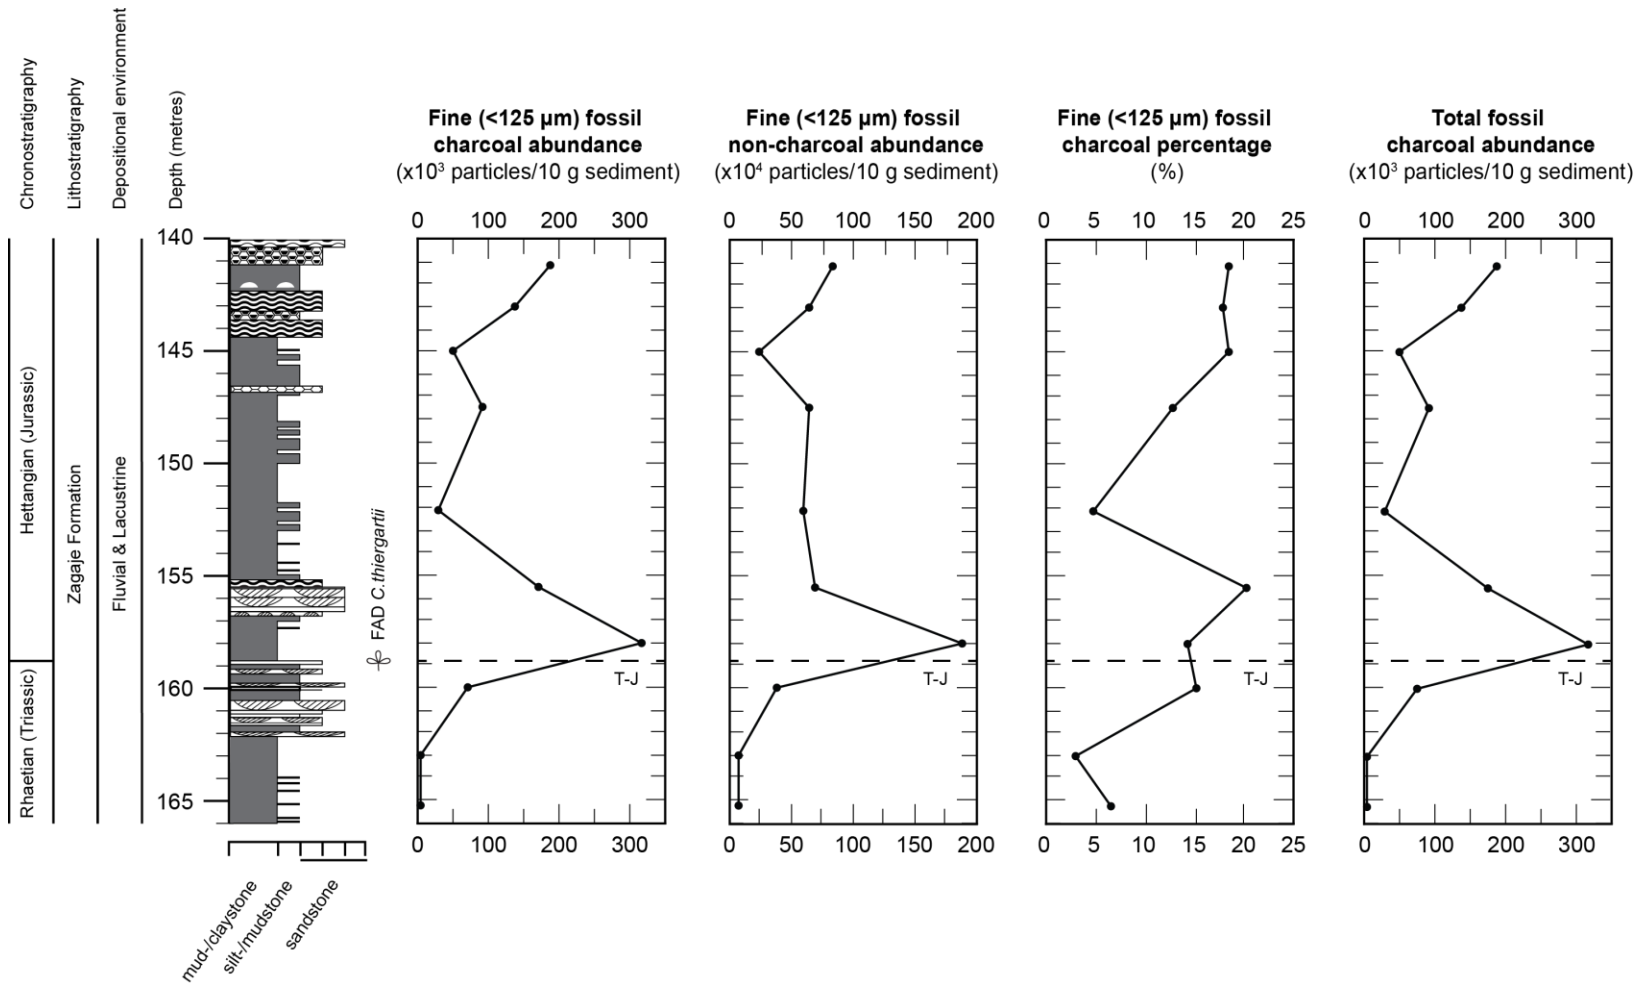 Chronostratigraphy
Lithostratigraphy
Depositional environment
Depth (metres)
Fine (<125 µm) fossil
charcoal abundance
(x10³ particles/10 g sediment)
Fine (<125 µm) fossil
non-charcoal abundance
(x10⁴ particles/10 g sediment)
Fine (<125 µm) fossil
charcoal percentage
(%)
Total fossil
charcoal abundance
(x10³ particles/10 g sediment)
0 100 200 300
0 50 100 150 200
0 5 10 15 20 25
0 100 200 300
140
145
150
155
160
165
Hettangian (Jurassic)
Rhaetian (Triassic)
Zagaje Formation
Fluvial & Lacustrine
FAD C.thiergartii
T-J
T-J
T-J
T-J
0 100 200 300
0 50 100 150 200
0 5 10 15 20 25
0 100 200 300
mud-/claystone
silt-/mudstone
sandstone